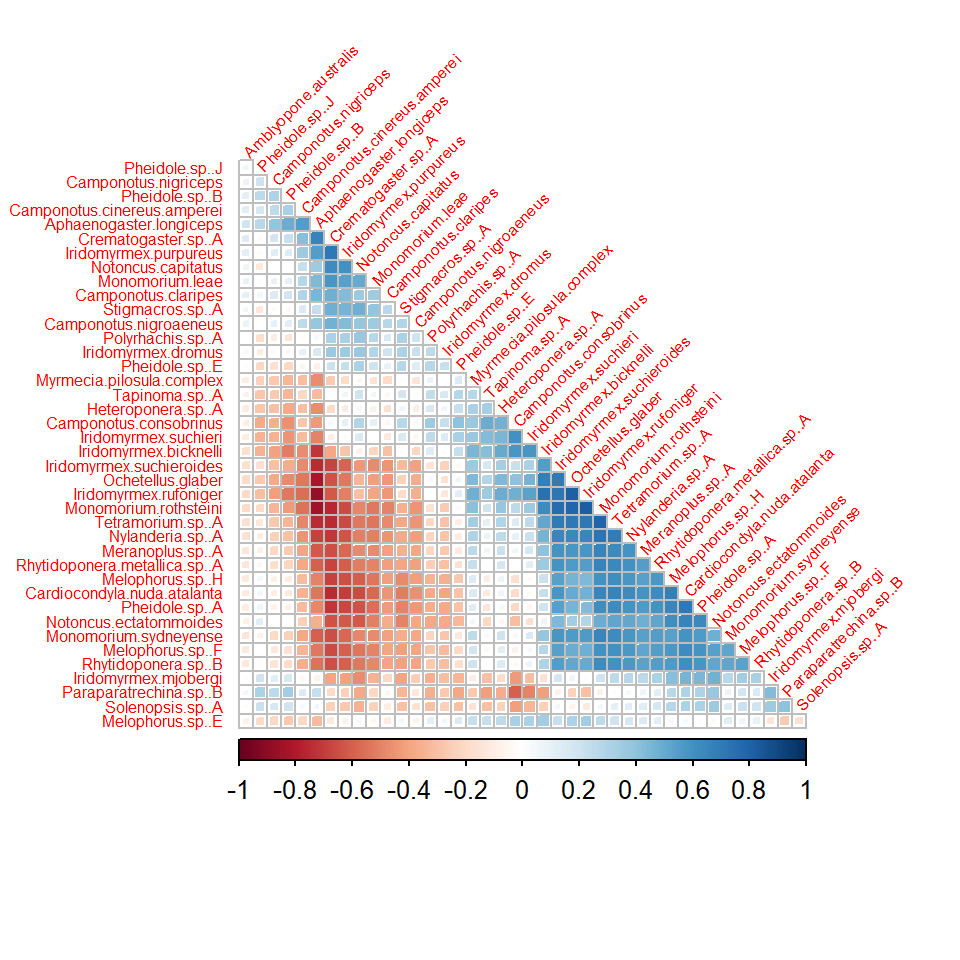 Amblyopone.australis
Pheidole.sp..J
Camponotus.nigriceps
Pheidole.sp..B
Camponotus.cinereus.amperei
Aphaenogaster.longiceps
Crematogaster.sp..A
Iridomyrmex.purpureus
Notoncus.capitatus
Monomorium.leae
Camponotus.claripes
Stigmacros.sp..A
Camponotus.nigroaeneus
Polyrhachis.sp..A
Iridomyrmex.dromus
Pheidole.sp..E
Myrmecia.pilosula.complex
Tapinoma.sp..A
Heteroponera.sp..A
Camponotus.consobrinus
Iridomyrmex.suchieri
Iridomyrmex.bicknelli
Iridomyrmex.suchieroides
Ochetellus.glaber
Iridomyrmex.rufoniger
Monomorium.rothsteini
Tetramorium.sp..A
Nylanderia.sp..A
Meranoplus.sp..A
Rhytidoponera.metallica.sp..A
Melophorus.sp..H
Cardiocondyla.nuda.atalanta
Pheidole.sp..A
Notoncus.ectatommoides
Monomorium.sydneyense
Melophorus.sp..F
Rhytidoponera.sp..B
Iridomyrmex.mjobergi
Paraparatrechina.sp..B
Solenopsis.sp..A
Pheidole.sp..J
Camponotus.nigriceps
Pheidole.sp..B
Camponotus.cinereus.amperei
Aphaenogaster.longiceps
Crematogaster.sp..A
Iridomyrmex.purpureus
Notoncus.capitatus
Monomorium.leae
Camponotus.claripes
Stigmacros.sp..A
Camponotus.nigroaeneus
Polyrhachis.sp..A
Iridomyrmex.dromus
Pheidole.sp..E
Myrmecia.pilosula.complex
Tapinoma.sp..A
Heteroponera.sp..A
Camponotus.consobrinus
Iridomyrmex.suchieri
Iridomyrmex.bicknelli
Iridomyrmex.suchieroides
Ochetellus.glaber
Iridomyrmex.rufoniger
Monomorium.rothsteini
Tetramorium.sp..A
Nylanderia.sp..A
Meranoplus.sp..A
Rhytidoponera.metallica.sp..A
Melophorus.sp..H
Cardiocondyla.nuda.atalanta
Pheidole.sp..A
Notoncus.ectatommoides
Monomorium.sydneyense
Melophorus.sp..F
Rhytidoponera.sp..B
Iridomyrmex.mjobergi
Paraparatrechina.sp..B
Solenopsis.sp..A
Melophorus.sp..E
-1 -0.8 -0.6 -0.4 -0.2 0 0.2 0.4 0.6 0.8 1